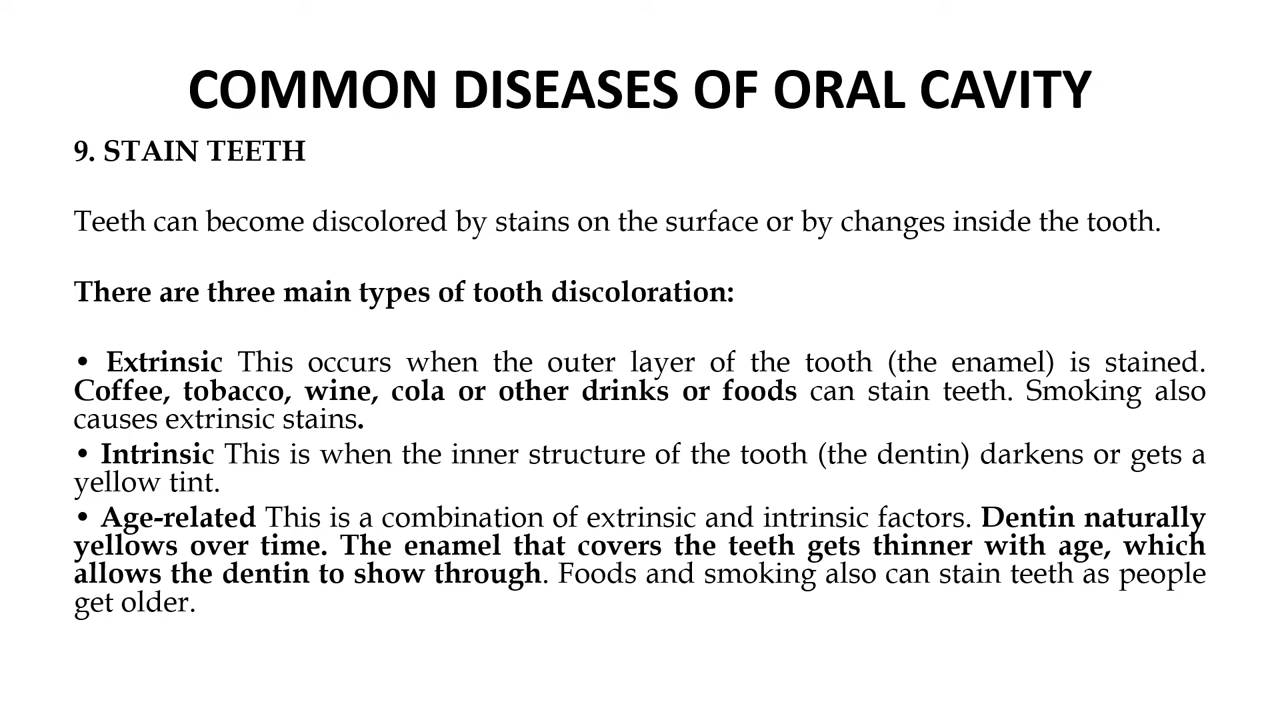 COMMON DISEASES OF ORAL CAVITY
9. STAIN TEETH
Teeth can become discolored by stains on the surface or by changes inside the tooth.
There are three main types of tooth discoloration:
• Extrinsic This occurs when the outer layer of the tooth (the enamel) is stained.
Coffee, tobacco, wine, cola or other drinks or foods can stain teeth. Smoking also
causes extrinsic stains.
• Intrinsic This is when the inner structure of the tooth (the dentin) darkens or gets a
yellow tint.
• Age-related This is a combination of extrinsic and intrinsic factors. Dentin naturally
yellows over time. The enamel that covers the teeth gets thinner with age, which
allows the dentin to show through. Foods and smoking also can stain teeth as people
get older.